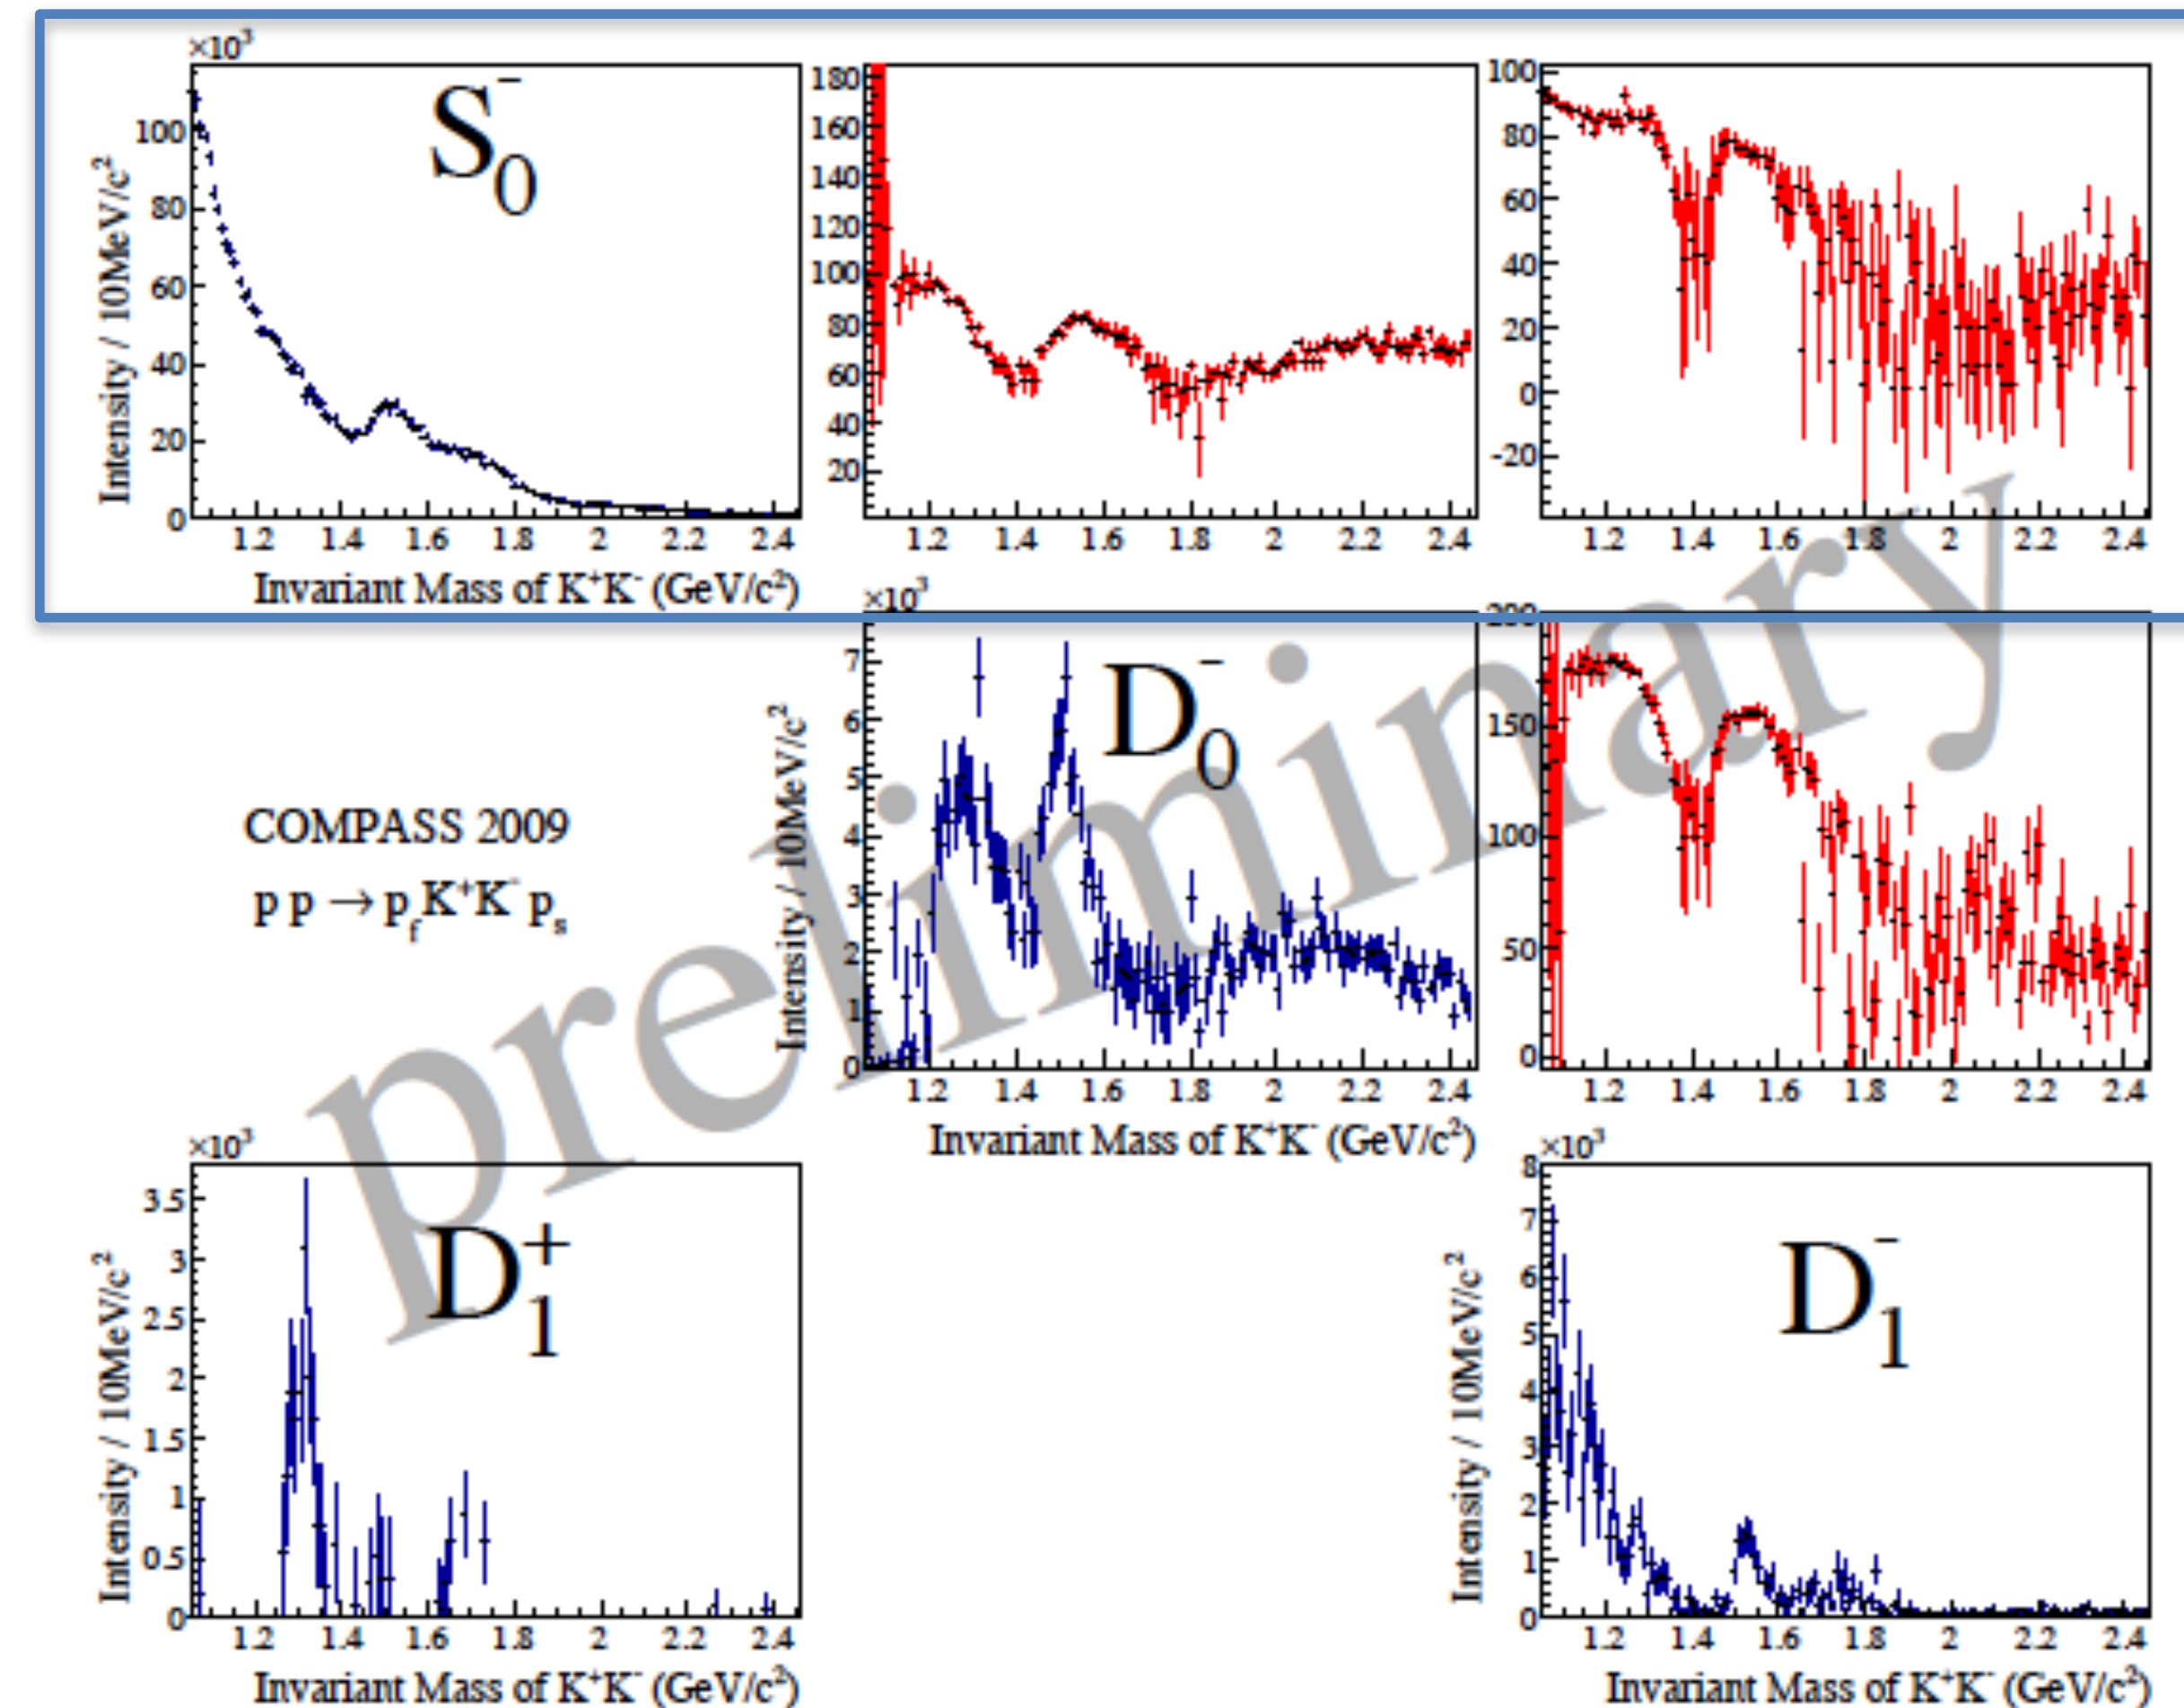 ×10³ S₀⁻
Intensity / 10MeV/c²
100
80
60
40
20
0
1.2 1.4 1.6 1.8 2 2.2 2.4
Invariant Mass of K⁺K⁻ (GeV/c²)
180
160
140
120
100
80
60
40
20
1.2 1.4 1.6 1.8 2 2.2 2.4
100
80
60
40
20
0
-20
1.2 1.4 1.6 1.8 2 2.2 2.4
COMPASS 2009
p p → p_f K⁺K⁻ p_s
×10³ D₀⁻
Intensity / 10MeV/c²
7
6
5
4
3
2
1
0
1.2 1.4 1.6 1.8 2 2.2 2.4
Invariant Mass of K⁺K⁻ (GeV/c²)
200
150
100
50
0
1.2 1.4 1.6 1.8 2 2.2 2.4
preliminary
×10³ D₁⁺
Intensity / 10MeV/c²
3.5
3
2.5
2
1.5
1
0.5
0
1.2 1.4 1.6 1.8 2 2.2 2.4
Invariant Mass of K⁺K⁻ (GeV/c²)
×10³ D₁⁻
Intensity / 10MeV/c²
8
7
6
5
4
3
2
1
0
1.2 1.4 1.6 1.8 2 2.2 2.4
Invariant Mass of K⁺K⁻ (GeV/c²)